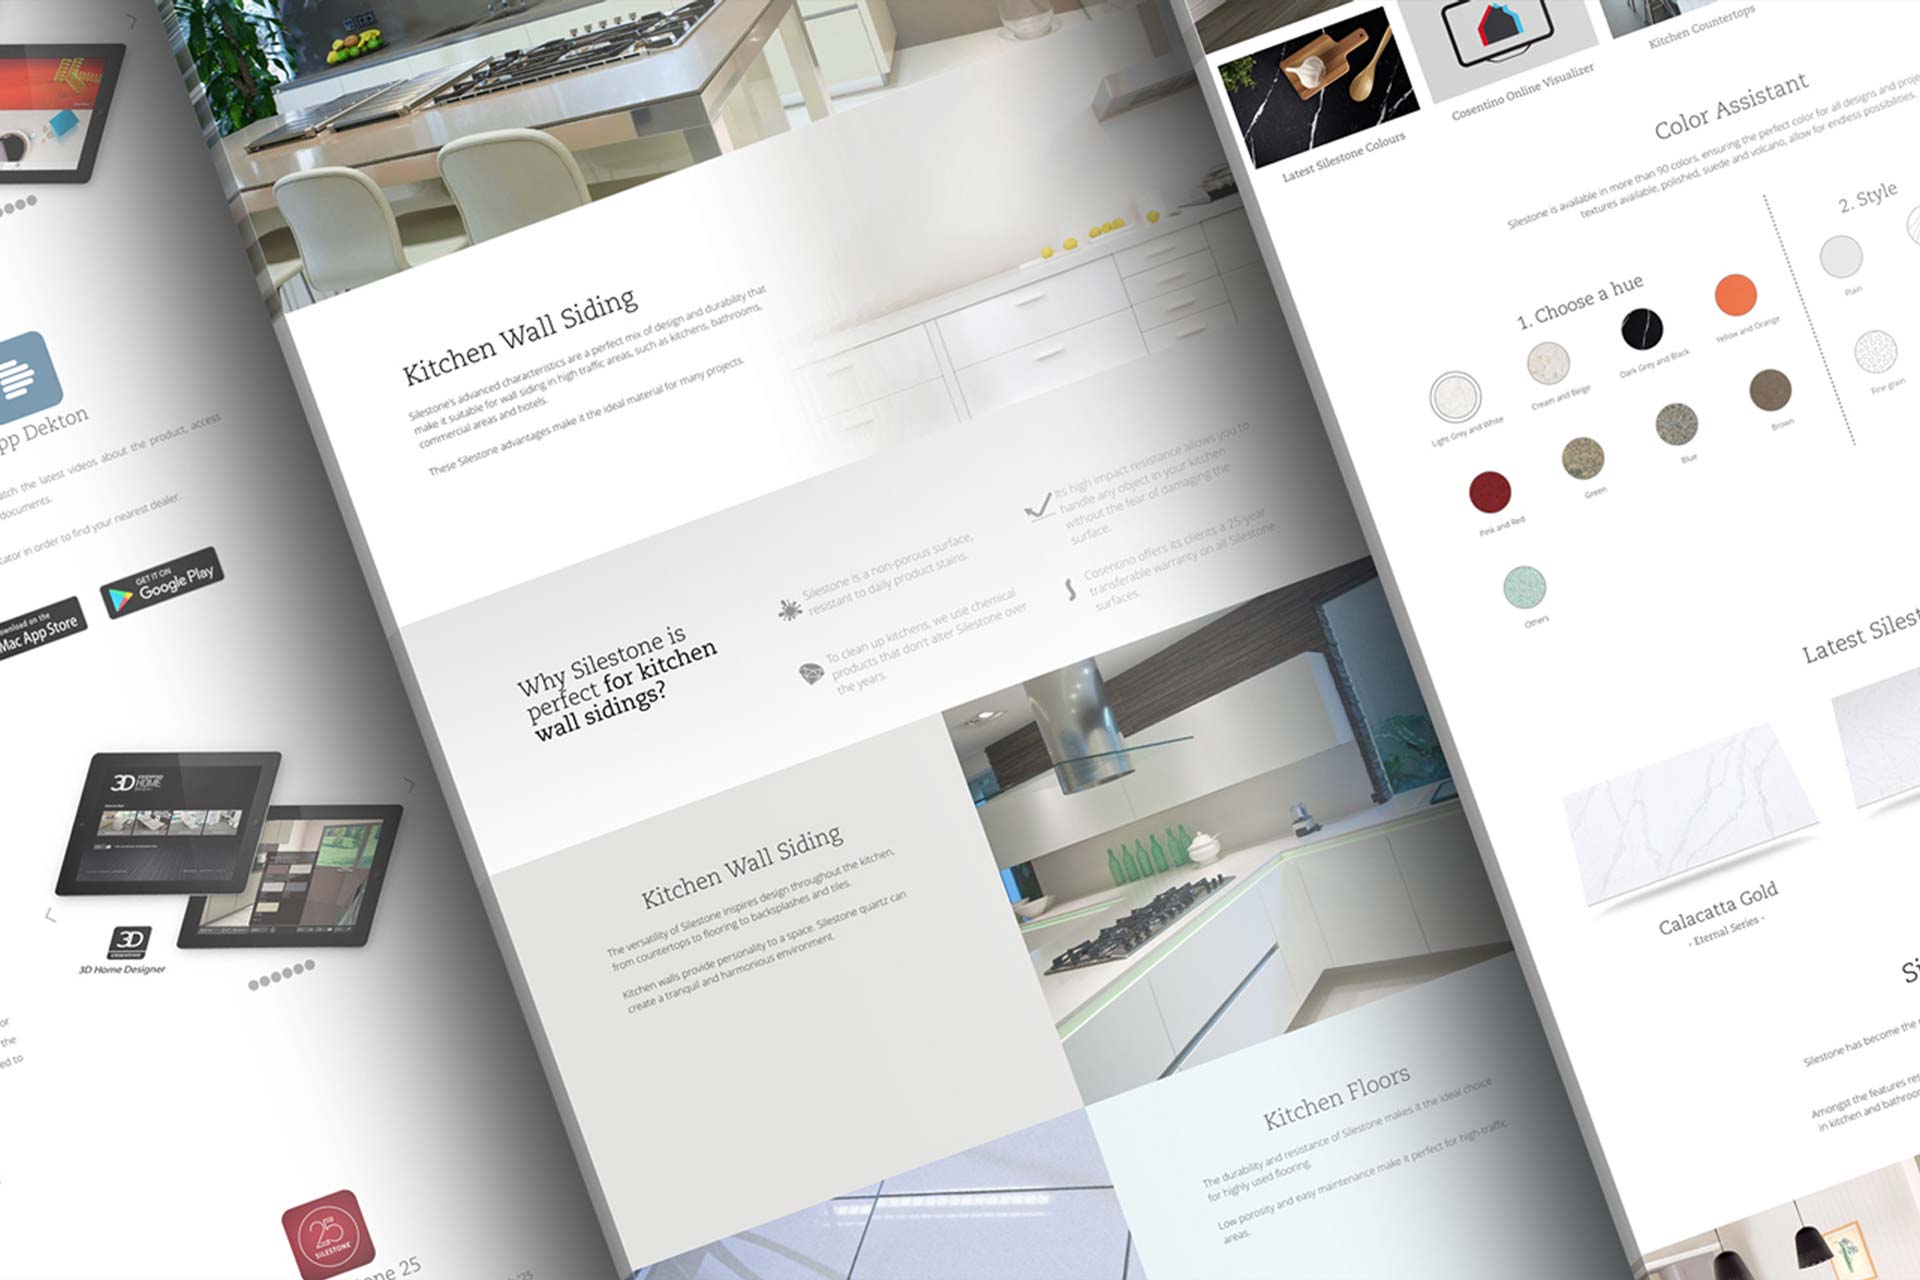 pp Dekton
atch the latest videos about the product, access
documents.
cator in order to find your nearest dealer.
Download on the
Mac App Store
GET IT ON
Google Play
3D
HOME
3D
3D Home Designer
or
the
ed to
25
SILESTONE
one 25
Kitchen Wall Siding
Silestone's advanced characteristics are a perfect mix of design and durability that
make it suitable for wall siding in high traffic areas, such as kitchens, bathrooms,
commercial areas and hotels.
These Silestone advantages make it the ideal material for many projects.
Why Silestone is
perfect for kitchen
wall sidings?
Silestone is a non-porous surface,
resistant to daily product stains.
To clean up kitchens, we use chemical
products that don't alter Silestone over
the years.
Its high impact resistance allows you to
handle any object in your kitchen
without the fear of damaging the
surface.
Cosentino offers its clients a 25-year
transferable warranty on all Silestone
surfaces.
Kitchen Wall Siding
The versatility of Silestone inspires design throughout the kitchen,
from countertops to flooring to backsplashes and tiles.
Kitchen walls provide personality to a space. Silestone quartz can
create a tranquil and harmonious environment.
Kitchen Floors
The durability and resistance of Silestone makes it the ideal choice
for highly used flooring.
Low porosity and easy maintenance make it perfect for high-traffic
areas.
Latest Silestone Colours
Cosentino Online Visualizer
Kitchen Countertops
Color Assistant
Silestone is available in more than 90 colors, ensuring the perfect color for all designs and proje
textures available, polished, suede and volcano, allow for endless possibilities.
1. Choose a hue
Light Grey and White
Cream and Beige
Dark Grey and Black
Yellow and Orange
Pink and Red
Green
Blue
Brown
Others
2. Style
Plain
Fine grain
Latest Silest
Calacatta Gold
- Eternal Series -
Si
Silestone has become the
Amongst the features res
in kitchen and bathroo